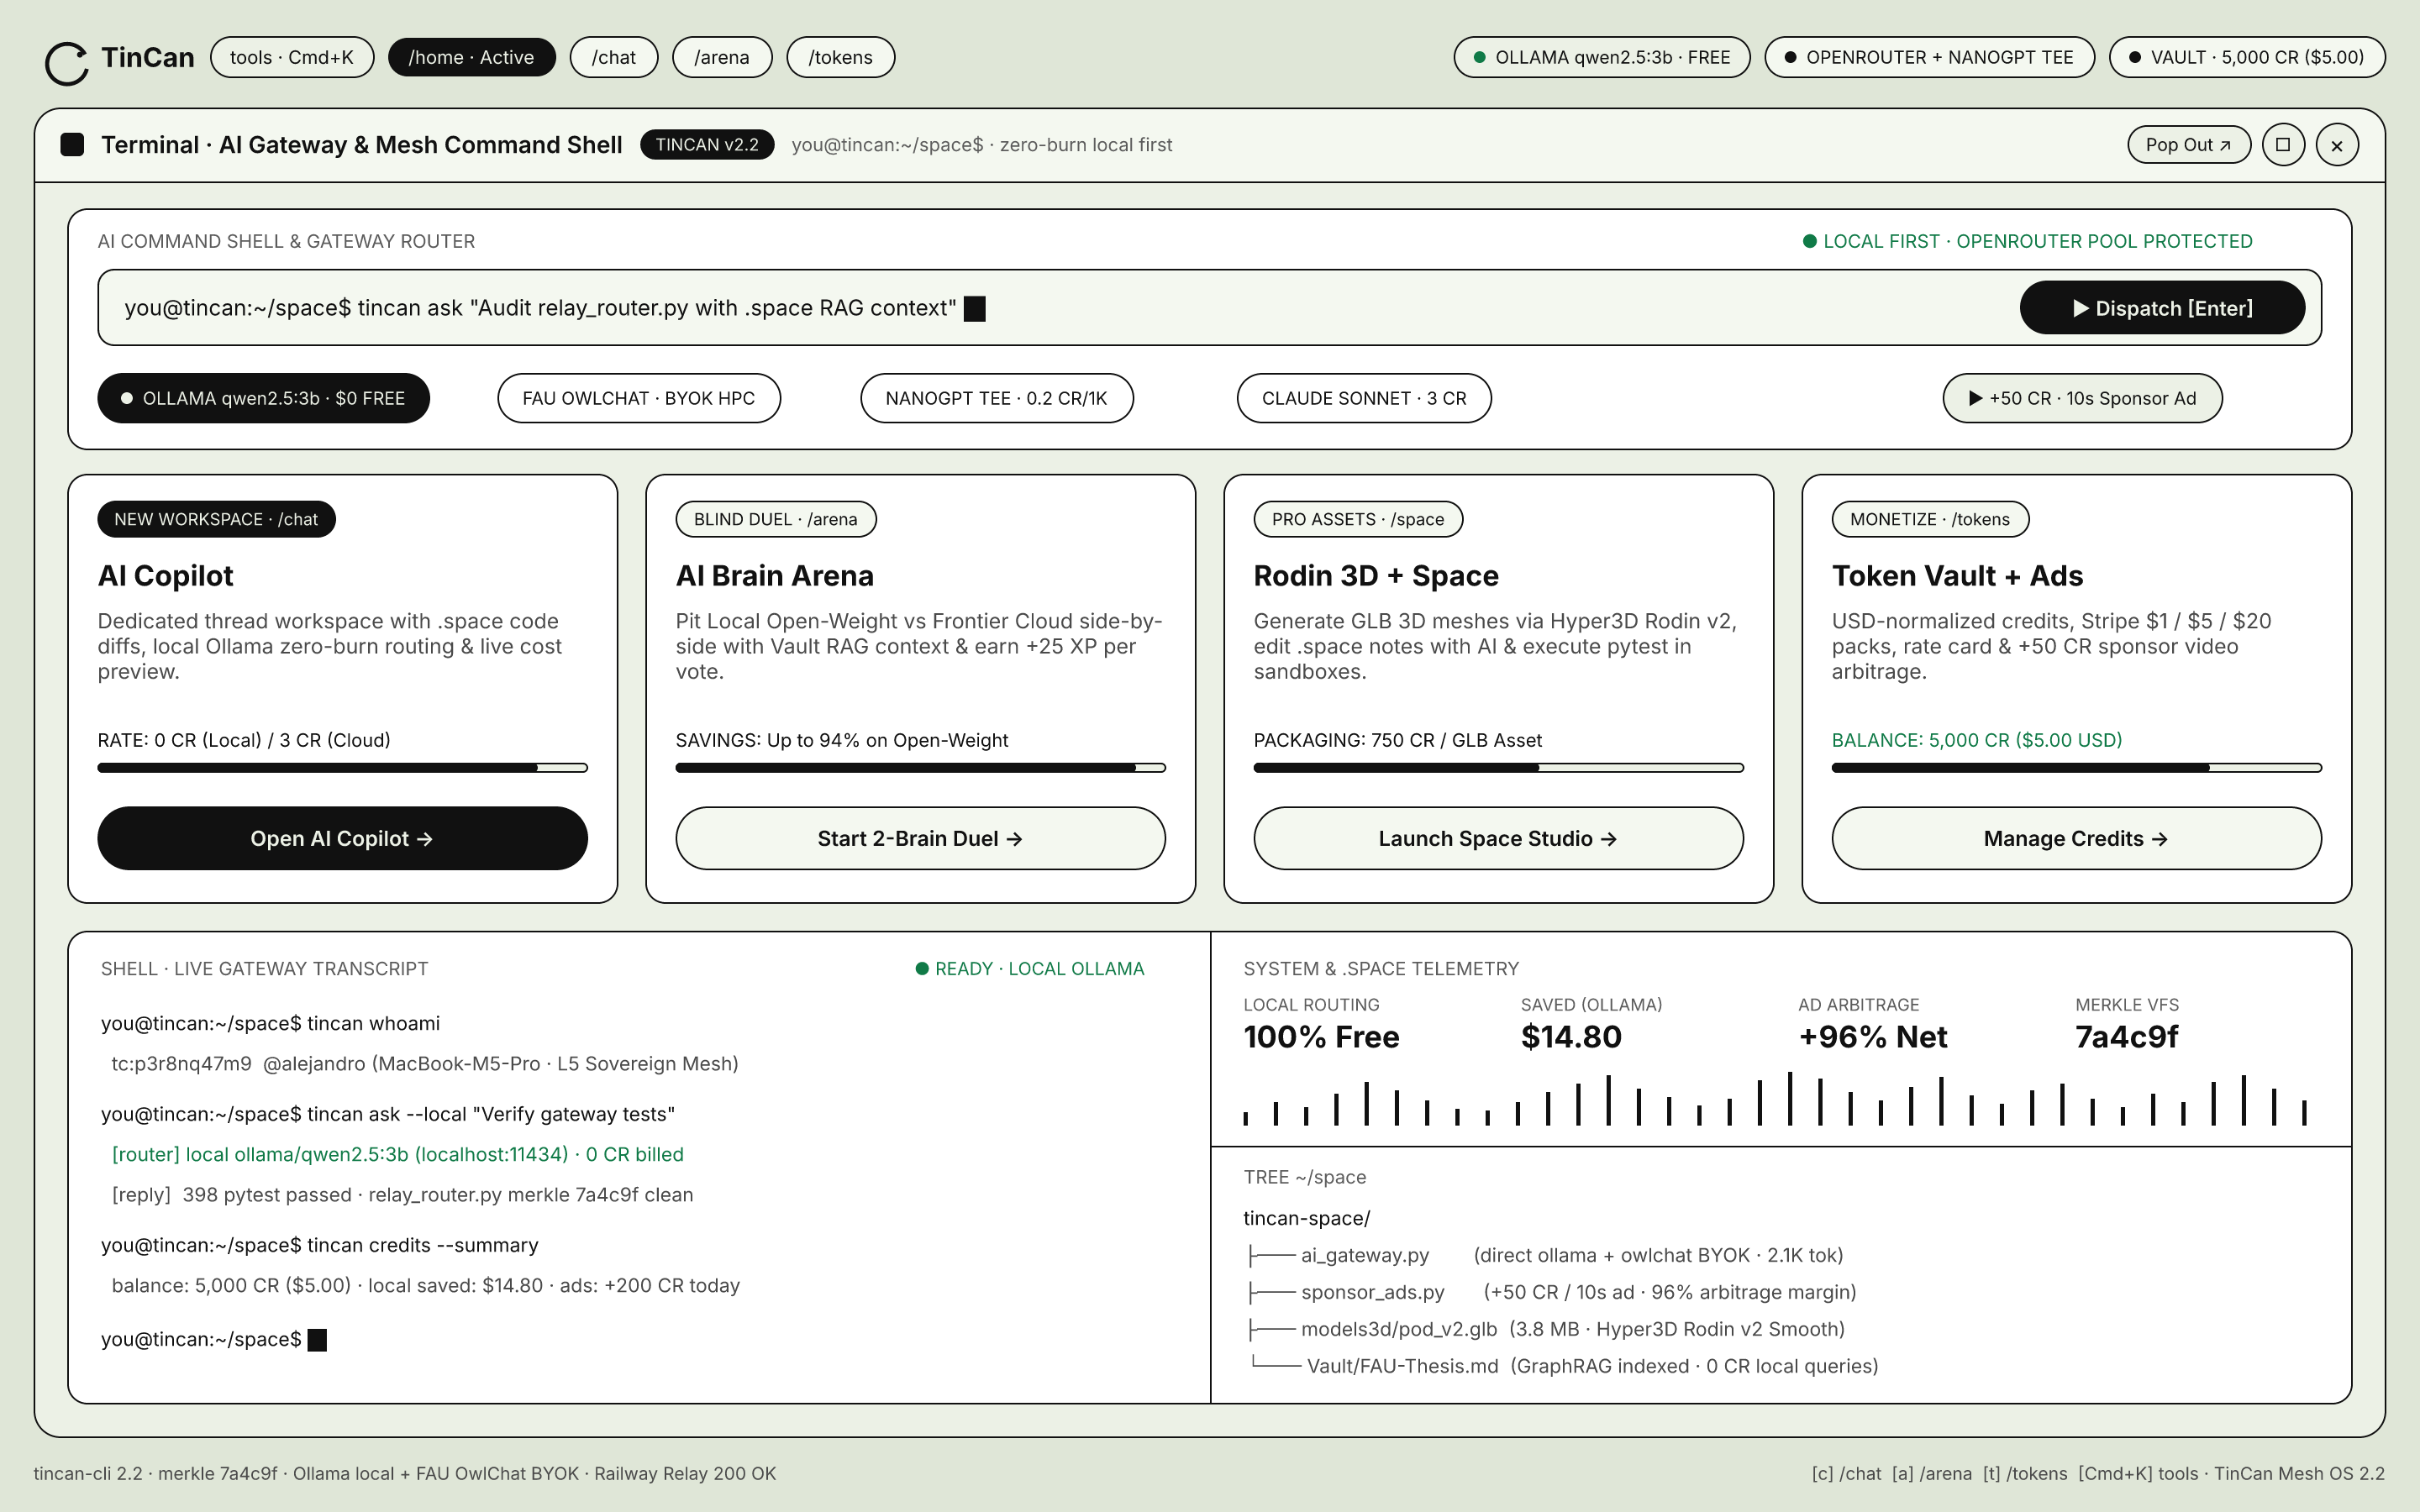 TinCan
tools · Cmd+K
/home · Active
/chat
/arena
/tokens
OLLAMA qwen2.5:3b · FREE
OPENROUTER + NANOGPT TEE
VAULT · 5,000 CR ($5.00)
Terminal · AI Gateway & Mesh Command Shell
TINCAN v2.2
you@tincan:~/space$ · zero-burn local first
Pop Out ↗
AI COMMAND SHELL & GATEWAY ROUTER
● LOCAL FIRST · OPENROUTER POOL PROTECTED
you@tincan:~/space$ tincan ask "Audit relay_router.py with .space RAG context"
▶ Dispatch [Enter]
OLLAMA qwen2.5:3b · $0 FREE
FAU OWLCHAT · BYOK HPC
NANOGPT TEE · 0.2 CR/1K
CLAUDE SONNET · 3 CR
▶ +50 CR · 10s Sponsor Ad
NEW WORKSPACE · /chat
AI Copilot
Dedicated thread workspace with .space code
diffs, local Ollama zero-burn routing & live cost
preview.
RATE: 0 CR (Local) / 3 CR (Cloud)
Open AI Copilot →
BLIND DUEL · /arena
AI Brain Arena
Pit Local Open-Weight vs Frontier Cloud side-by-
side with Vault RAG context & earn +25 XP per
vote.
SAVINGS: Up to 94% on Open-Weight
Start 2-Brain Duel →
PRO ASSETS · /space
Rodin 3D + Space
Generate GLB 3D meshes via Hyper3D Rodin v2,
edit .space notes with AI & execute pytest in
sandboxes.
PACKAGING: 750 CR / GLB Asset
Launch Space Studio →
MONETIZE · /tokens
Token Vault + Ads
USD-normalized credits, Stripe $1 / $5 / $20
packs, rate card & +50 CR sponsor video
arbitrage.
BALANCE: 5,000 CR ($5.00 USD)
Manage Credits →
SHELL · LIVE GATEWAY TRANSCRIPT
● READY · LOCAL OLLAMA
you@tincan:~/space$ tincan whoami
tc:p3r8nq47m9 @alejandro (MacBook-M5-Pro · L5 Sovereign Mesh)
you@tincan:~/space$ tincan ask --local "Verify gateway tests"
[router] local ollama/qwen2.5:3b (localhost:11434) · 0 CR billed
[reply] 398 pytest passed · relay_router.py merkle 7a4c9f clean
you@tincan:~/space$ tincan credits --summary
balance: 5,000 CR ($5.00) · local saved: $14.80 · ads: +200 CR today
you@tincan:~/space$
SYSTEM & .SPACE TELEMETRY
LOCAL ROUTING
100% Free
SAVED (OLLAMA)
$14.80
AD ARBITRAGE
+96% Net
MERKLE VFS
7a4c9f
TREE ~/space
tincan-space/
├── ai_gateway.py (direct ollama + owlchat BYOK · 2.1K tok)
├── sponsor_ads.py (+50 CR / 10s ad · 96% arbitrage margin)
├── models3d/pod_v2.glb (3.8 MB · Hyper3D Rodin v2 Smooth)
└── Vault/FAU-Thesis.md (GraphRAG indexed · 0 CR local queries)
tincan-cli 2.2 · merkle 7a4c9f · Ollama local + FAU OwlChat BYOK · Railway Relay 200 OK
[c] /chat [a] /arena [t] /tokens [Cmd+K] tools · TinCan Mesh OS 2.2